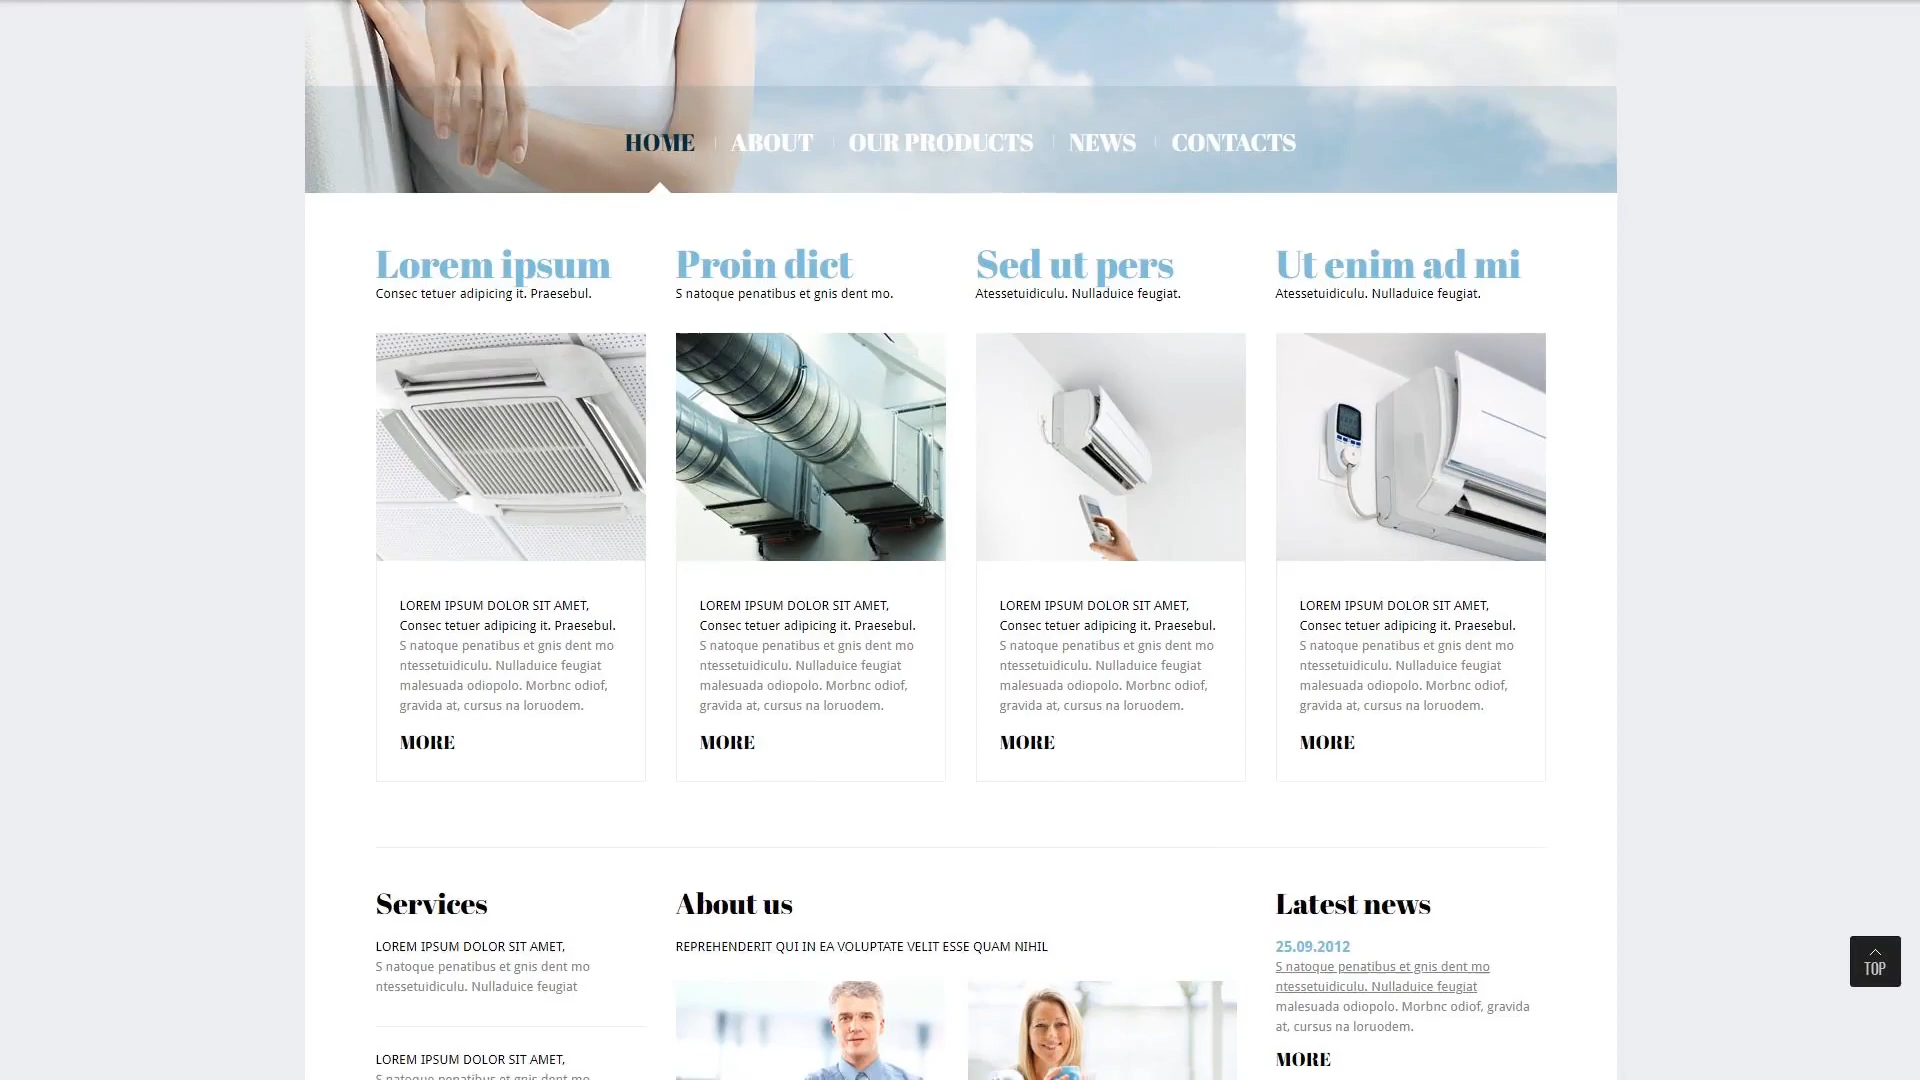 HOME ABOUT OUR PRODUCTS NEWS CONTACTS
Lorem ipsum
Consec tetuer adipicing it. Praesebul.
Proin dict
S natoque penatibus et gnis dent mo.
Sed ut pers
Atessetuidiculu. Nulladuice feugiat.
Ut enim ad mi
Atessetuidiculu. Nulladuice feugiat.
LOREM IPSUM DOLOR SIT AMET,
Consec tetuer adipicing it. Praesebul.
S natoque penatibus et gnis dent mo
ntessetuidiculu. Nulladuice feugiat
malesuada odiopolo. Morbnc odiof,
gravida at, cursus na loruodem.
MORE
LOREM IPSUM DOLOR SIT AMET,
Consec tetuer adipicing it. Praesebul.
S natoque penatibus et gnis dent mo
ntessetuidiculu. Nulladuice feugiat
malesuada odiopolo. Morbnc odiof,
gravida at, cursus na loruodem.
MORE
LOREM IPSUM DOLOR SIT AMET,
Consec tetuer adipicing it. Praesebul.
S natoque penatibus et gnis dent mo
ntessetuidiculu. Nulladuice feugiat
malesuada odiopolo. Morbnc odiof,
gravida at, cursus na loruodem.
MORE
LOREM IPSUM DOLOR SIT AMET,
Consec tetuer adipicing it. Praesebul.
S natoque penatibus et gnis dent mo
ntessetuidiculu. Nulladuice feugiat
malesuada odiopolo. Morbnc odiof,
gravida at, cursus na loruodem.
MORE
Services
LOREM IPSUM DOLOR SIT AMET,
S natoque penatibus et gnis dent mo
ntessetuidiculu. Nulladuice feugiat
LOREM IPSUM DOLOR SIT AMET,
S natoque penatibus et gnis dent mo
About us
REPREHENDERIT QUI IN EA VOLUPTATE VELIT ESSE QUAM NIHIL
Latest news
25.09.2012
S natoque penatibus et gnis dent mo
ntessetuidiculu. Nulladuice feugiat
malesuada odiopolo. Morbnc odiof, gravida
at, cursus na loruodem.
MORE
TOP